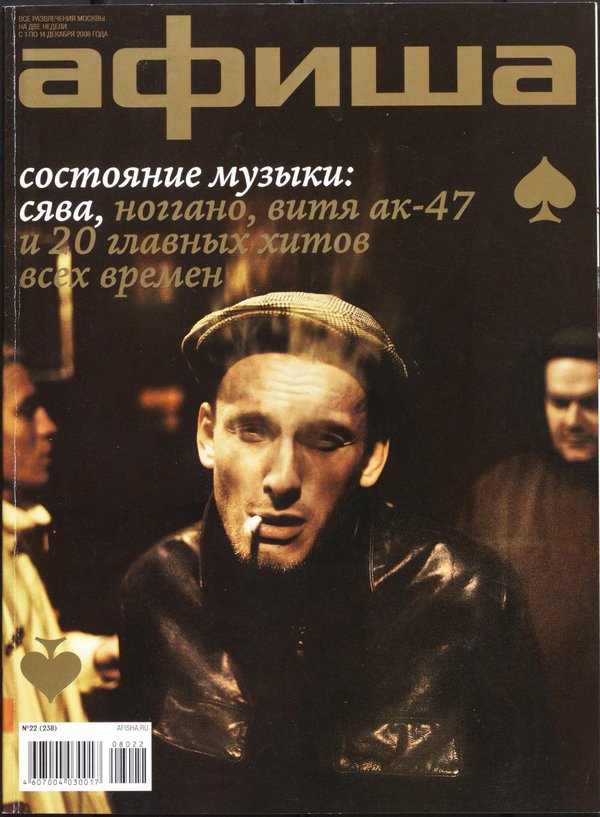 ВСЕ РАЗВЛЕЧЕНИЯ МОСКВЫ
НА ДВЕ НЕДЕЛИ
С 1 ПО 14 ДЕКАБРЯ 2008 ГОДА
афиша
состояние музыки:
сява, ноггано, витя ак-47
и 20 главных хитов
всех времен
№22 (238)
AFISHA.RU
08022
4 607004 030017